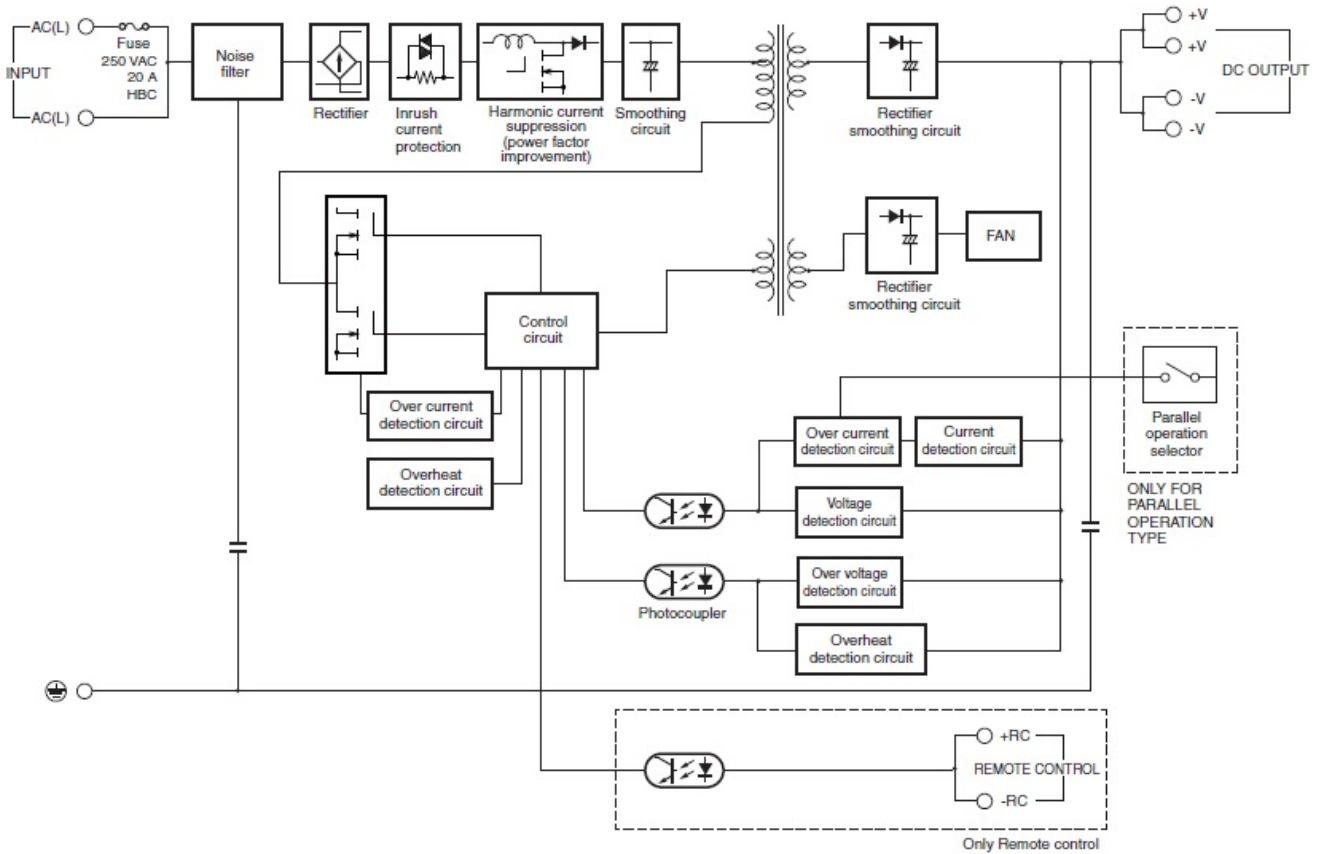 AC(L)
Fuse
250 VAC
20 A
HBC
INPUT
AC(L)
Noise
filter
Rectifier
Inrush
current
protection
Harmonic current
suppression
(power factor
improvement)
Smoothing
circuit
Rectifier
smoothing circuit
+V
+V
DC OUTPUT
-V
-V
FAN
Rectifier
smoothing circuit
Control
circuit
Over current
detection circuit
Overheat
detection circuit
Over current
detection circuit
Current
detection circuit
Parallel
operation
selector
ONLY FOR
PARALLEL
OPERATION
TYPE
Voltage
detection circuit
Over voltage
detection circuit
Photocoupler
Overheat
detection circuit
+RC
REMOTE CONTROL
-RC
Only Remote control